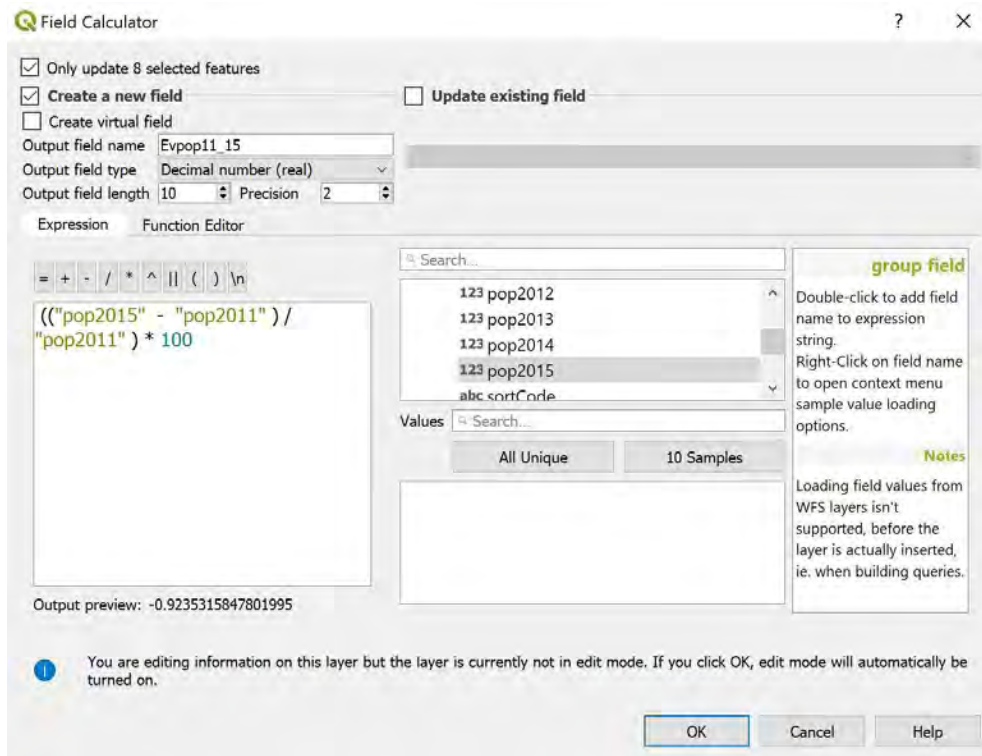 Field Calculator
? X
Only update 8 selected features
Create a new field
Update existing field
Create virtual field
Output field name Evpop11_15
Output field type Decimal number (real)
Output field length 10 Precision 2
Expression Function Editor
= + - / * ^ || ( ) \n
(("pop2015" - "pop2011" ) /
"pop2011" ) * 100
Output preview: -0.9235315847801995
Search...
123 pop2012
123 pop2013
123 pop2014
123 pop2015
abc sortCode
Values Search...
All Unique 10 Samples
group field
Double-click to add field
name to expression
string.
Right-Click on field name
to open context menu
sample value loading
options.
Notes
Loading field values from
WFS layers isn't
supported, before the
layer is actually inserted,
ie. when building queries.
You are editing information on this layer but the layer is currently not in edit mode. If you click OK, edit mode will automatically be
turned on.
OK Cancel Help